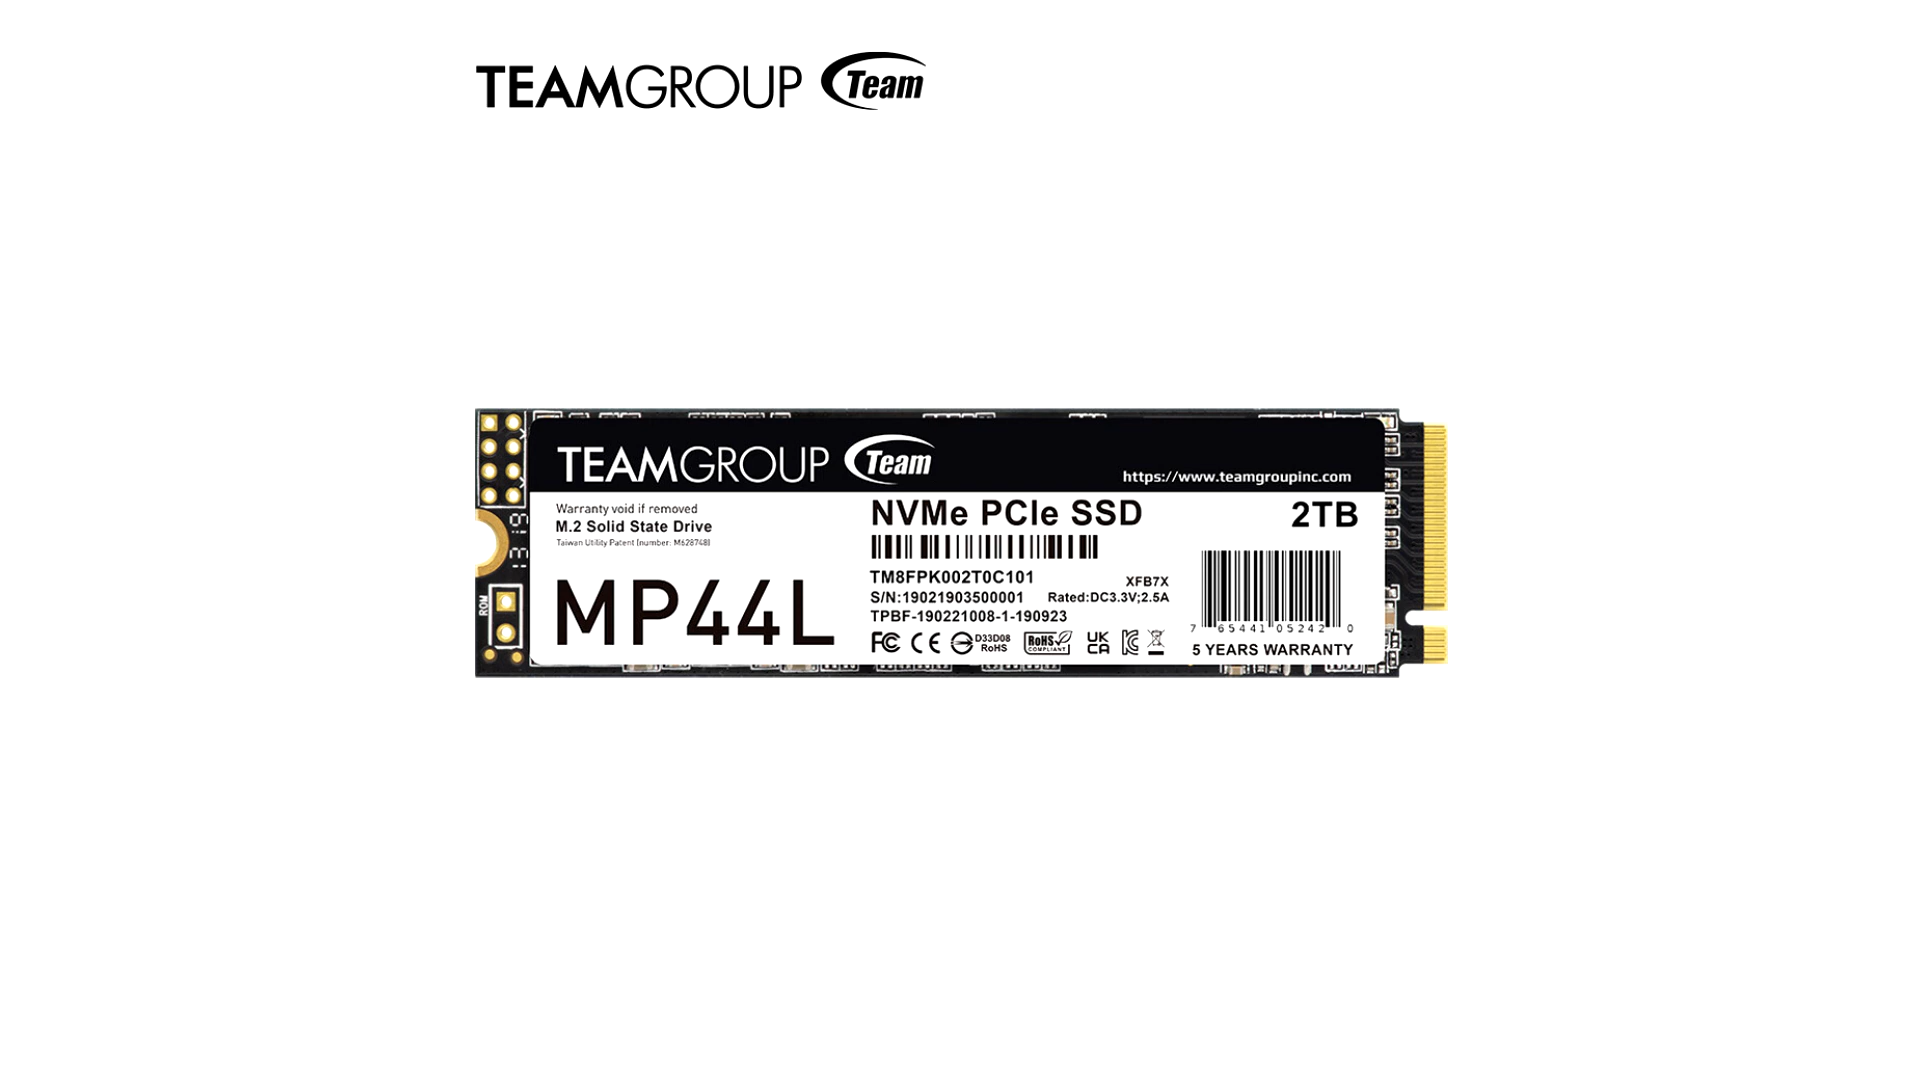 TEAMGROUP Team
TEAMGROUP Team
https://www.teamgroupinc.com
Warranty void if removed
M.2 Solid State Drive
Taiwan Utility Patent (number: M628748)
MP44L
NVMe PCIe SSD
2TB
TM8FPK002T0C101
XFB7X
S/N:19021903500001 Rated:DC3.3V;2.5A
TPBF-190221008-1-190923
FC CE D33D08
RoHS
RoHS
COMPLIANT
UK
CA
7 65441 05242 0
5 YEARS WARRANTY
ROM